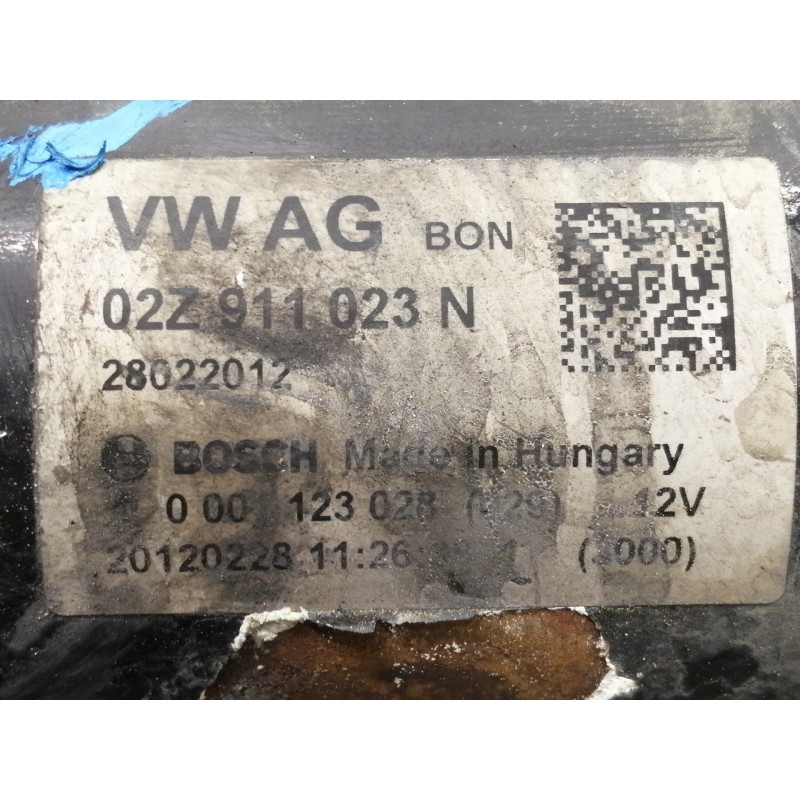 VW AG BON
02Z 911 023 N
28022012
BOSCH Made in Hungary
0 00 123 028 12V
20120228 11:26